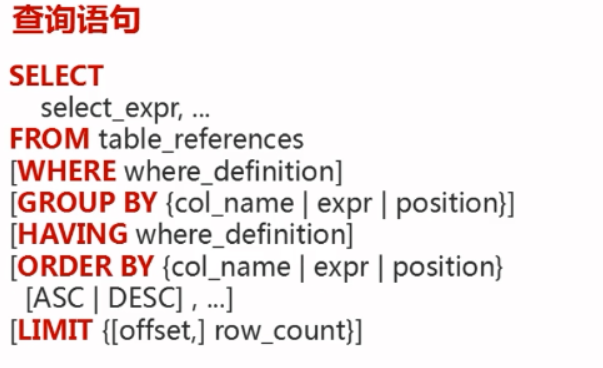 查询语句
SELECT
select_expr, ...
FROM table_references
[WHERE where_definition]
[GROUP BY {col_name | expr | position}]
[HAVING where_definition]
[ORDER BY {col_name | expr | position}
[ASC | DESC] , ...]
[LIMIT {[offset,] row_count}]